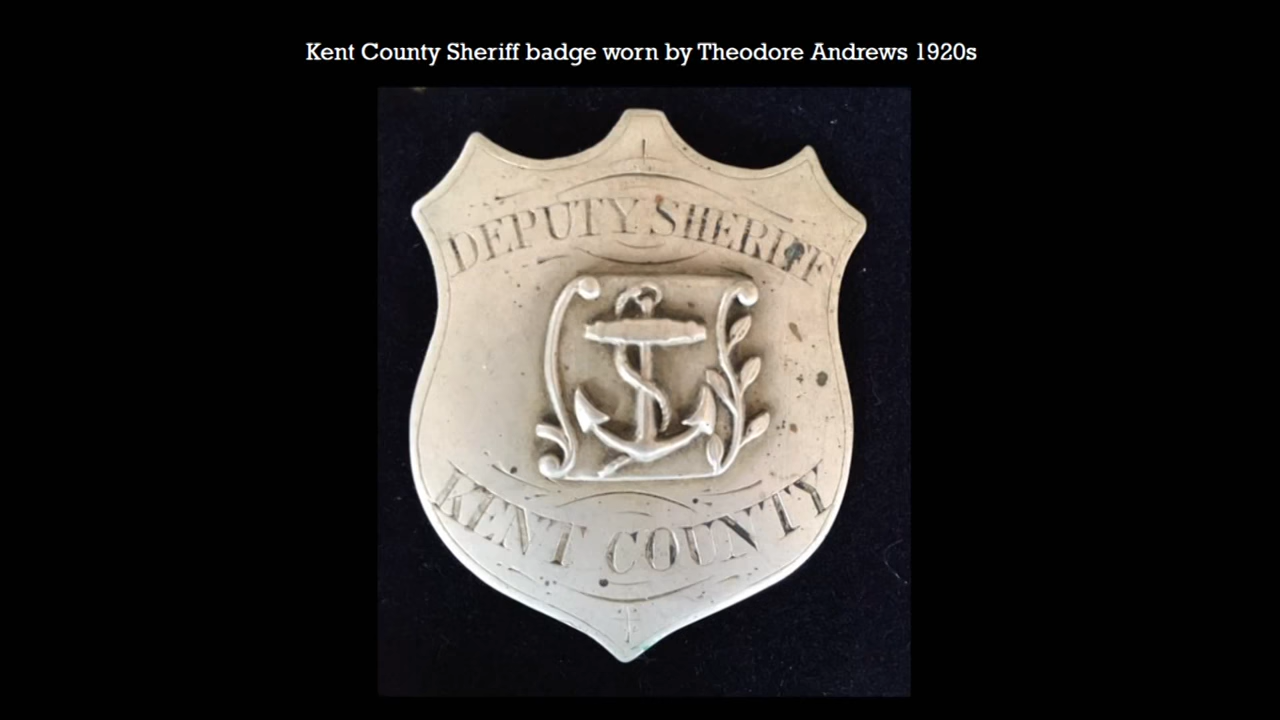 Kent County Sheriff badge worn by Theodore Andrews 1920s
DEPUTY SHERIFF
KENT COUNTY